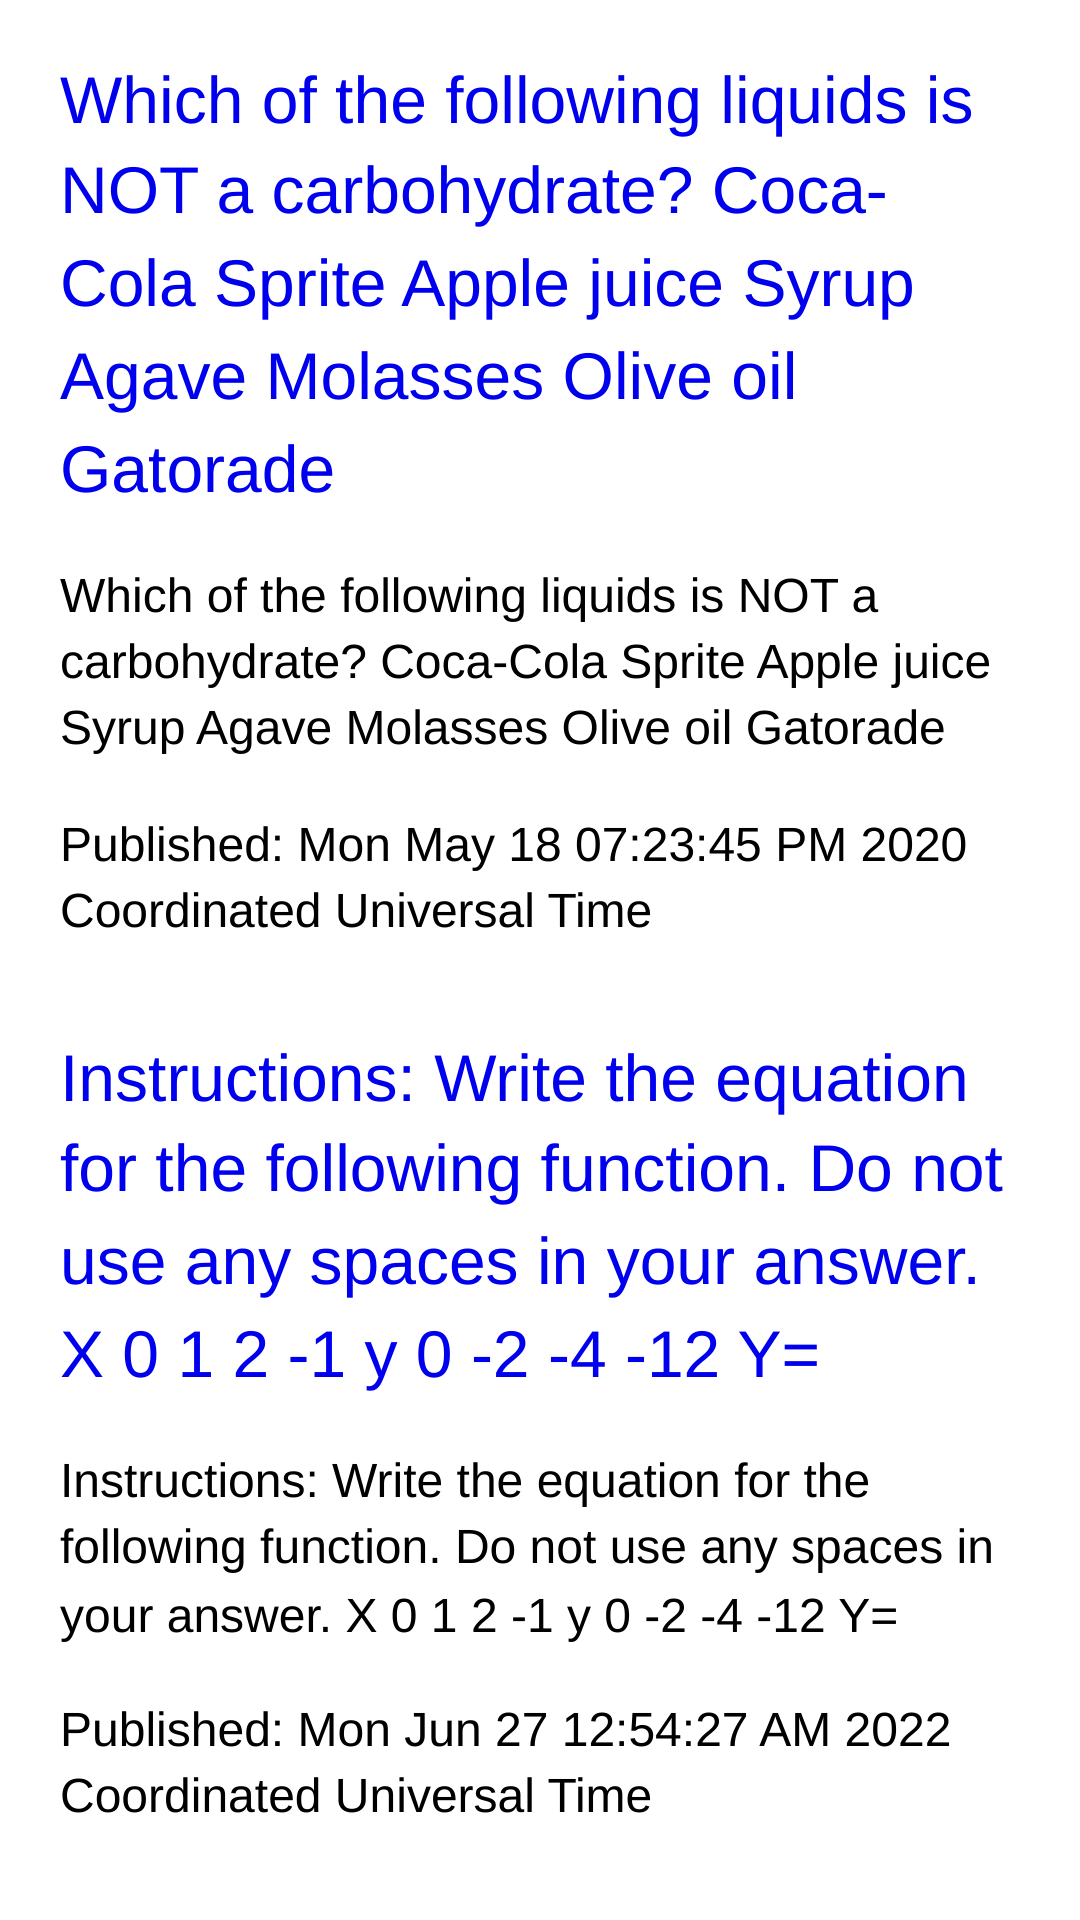 Which of the following liquids is
NOT a carbohydrate? Coca-
Cola Sprite Apple juice Syrup
Agave Molasses Olive oil
Gatorade
Which of the following liquids is NOT a
carbohydrate? Coca-Cola Sprite Apple juice
Syrup Agave Molasses Olive oil Gatorade
Published: Mon May 18 07:23:45 PM 2020
Coordinated Universal Time
Instructions: Write the equation
for the following function. Do not
use any spaces in your answer.
X 0 1 2 -1 y 0 -2 -4 -12 Y=
Instructions: Write the equation for the
following function. Do not use any spaces in
your answer. X 0 1 2 -1 y 0 -2 -4 -12 Y=
Published: Mon Jun 27 12:54:27 AM 2022
Coordinated Universal Time